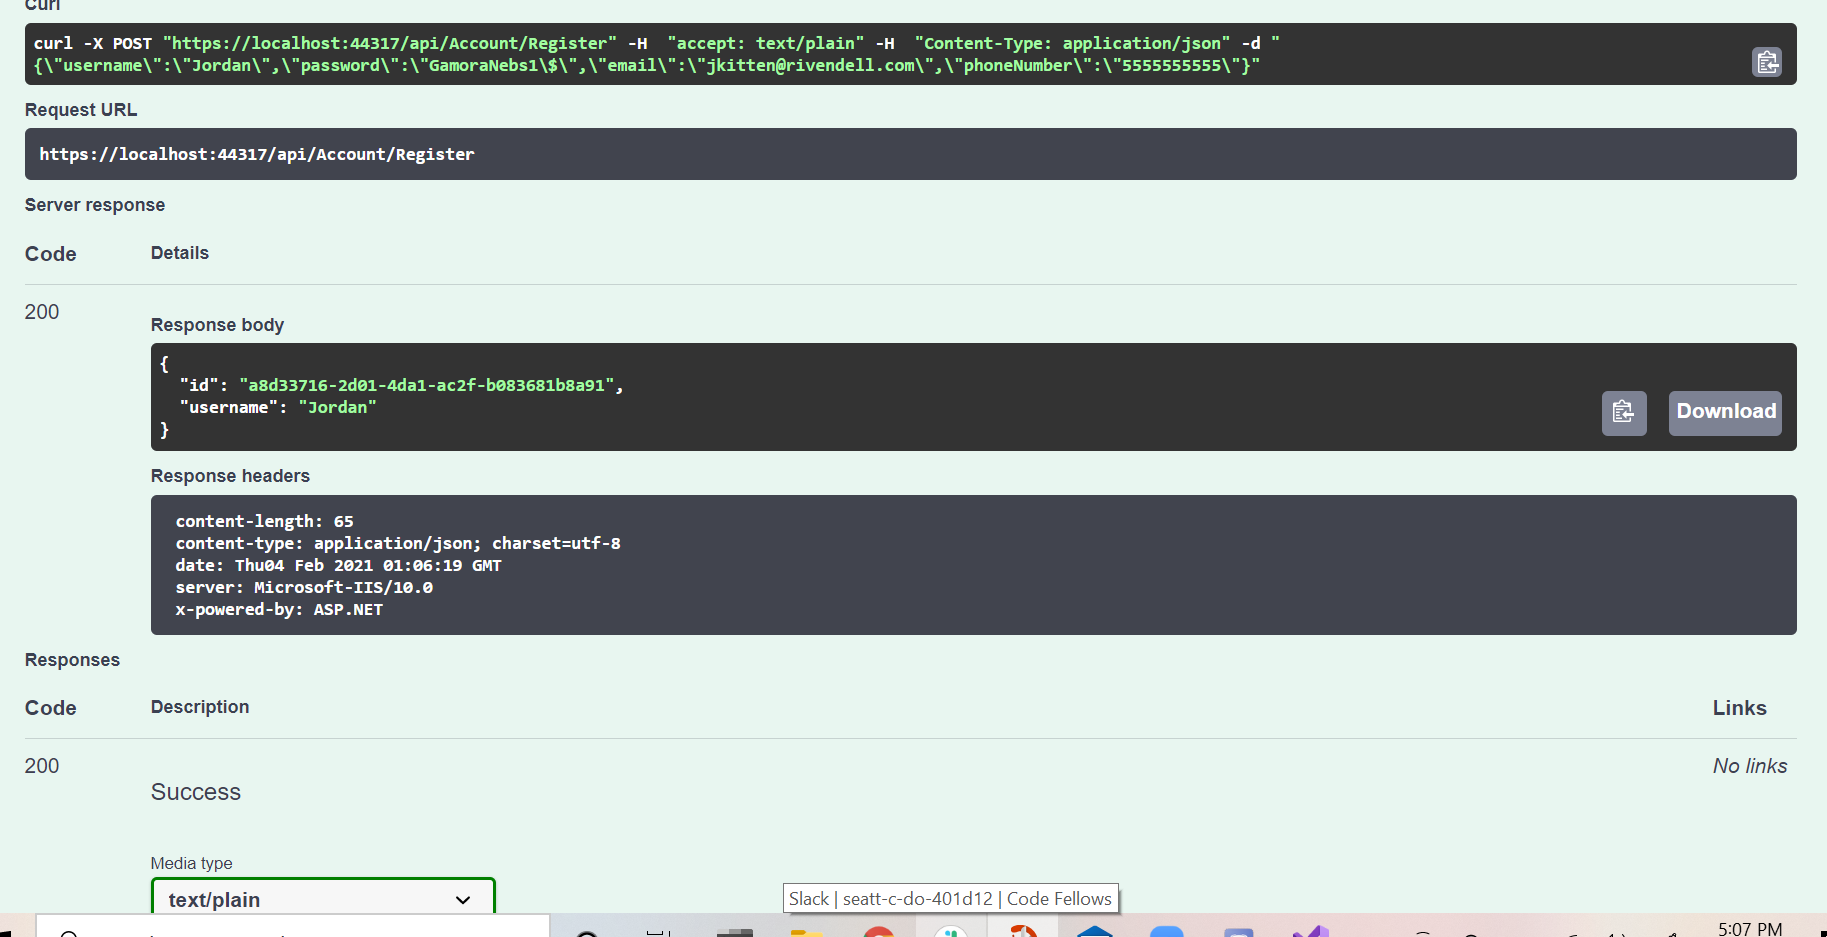 Curl
curl -X POST "https://localhost:44317/api/Account/Register" -H  "accept: text/plain" -H  "Content-Type: application/json" -d "
{\"username\":\"Jordan\",\"password\":\"GamoraNebs1\$\",\"email\":\"jkitten@rivendell.com\",\"phoneNumber\":\"5555555555\"}"
Request URL
https://localhost:44317/api/Account/Register
Server response
Code Details
200
Response body
{
"id": "a8d33716-2d01-4da1-ac2f-b083681b8a91",
"username": "Jordan"
}
Download
Response headers
content-length: 65
content-type: application/json; charset=utf-8
date: Thu04 Feb 2021 01:06:19 GMT
server: Microsoft-IIS/10.0
x-powered-by: ASP.NET
Responses
Code Description Links
200 No links
Success
Media type
text/plain
Slack | seatt-c-do-401d12 | Code Fellows
5:07 PM